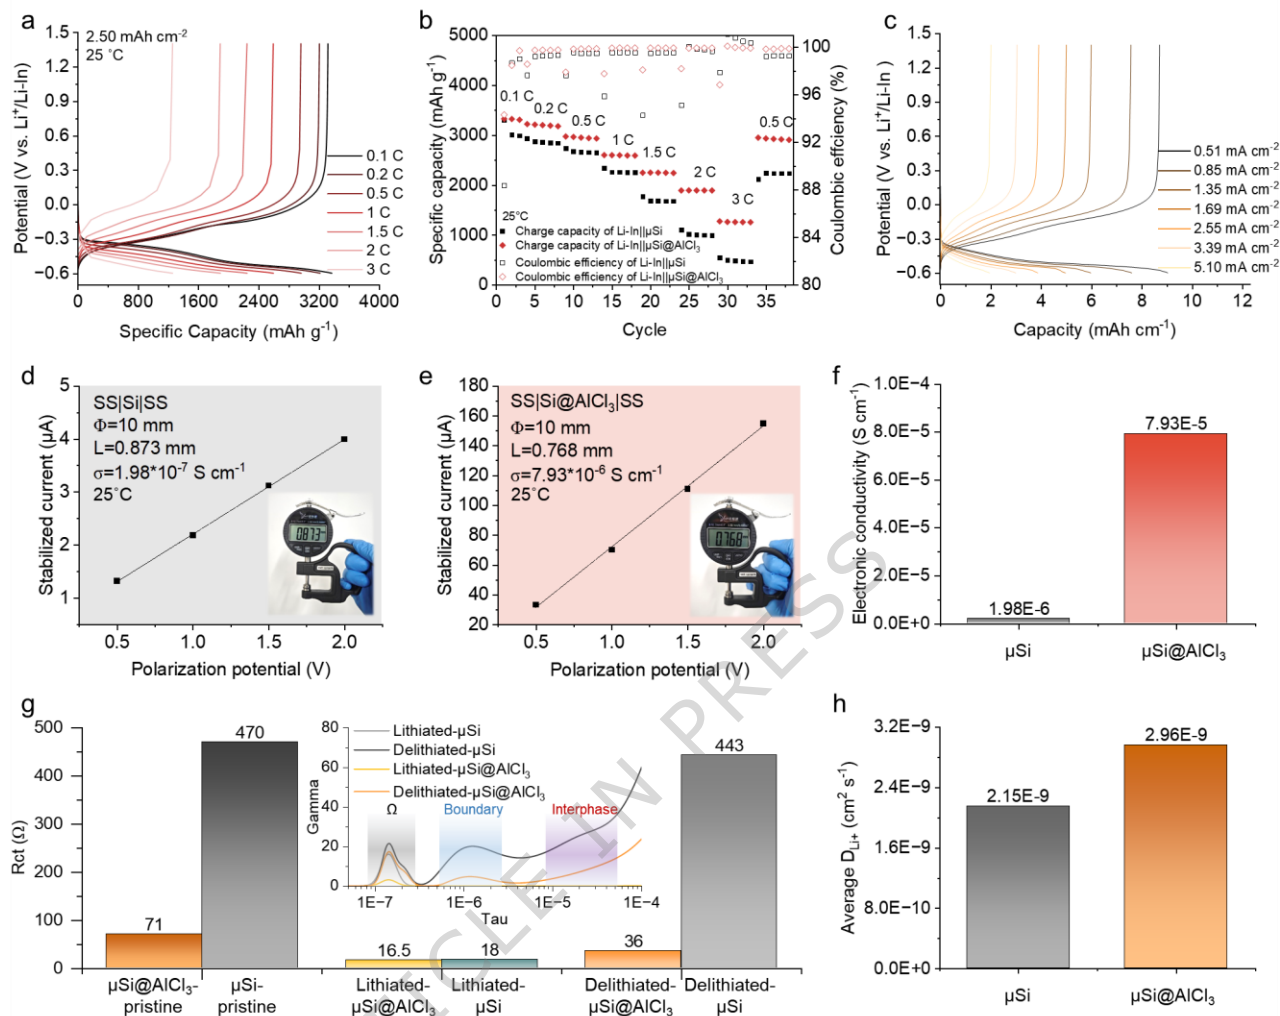 a
2.50 mAh cm⁻²
25 °C
1.5
1.2
0.9
0.6
0.3
0.0
−0.3
−0.6
Potential (V vs. Li⁺/Li-In)
0.1 C
0.2 C
0.5 C
1 C
1.5 C
2 C
3 C
0 800 1600 2400 3200 4000
Specific Capacity (mAh g⁻¹)
b
5000
4000
3000
2000
1000
0
Specific capacity (mAh g⁻¹)
0.1 C
0.2 C
0.5 C
1 C
1.5 C
2 C
3 C
0.5 C
25°C
Charge capacity of Li-In||μSi
Charge capacity of Li-In||μSi@AlCl₃
Coulombic efficiency of Li-In||μSi
Coulombic efficiency of Li-In||μSi@AlCl₃
100
96
92
88
84
80
Coulombic effciency (%)
0 5 10 15 20 25 30 35
Cycle
c
1.5
1.2
0.9
0.6
0.3
0.0
−0.3
−0.6
Potential (V vs. Li⁺/Li-In)
0.51 mA cm⁻²
0.85 mA cm⁻²
1.35 mA cm⁻²
1.69 mA cm⁻²
2.55 mA cm⁻²
3.39 mA cm⁻²
5.10 mA cm⁻²
0 2 4 6 8 10 12
Capacity (mAh cm⁻¹)
d
5
4
3
2
1
Stabilized current (μA)
SS|Si|SS
Φ=10 mm
L=0.873 mm
σ=1.98*10⁻⁷ S cm⁻¹
25°C
0.873
0.5 1.0 1.5 2.0
Polarization potential (V)
e
180
160
140
120
100
80
60
40
20
Stabilized current (μA)
SS|Si@AlCl₃|SS
Φ=10 mm
L=0.768 mm
σ=7.93*10⁻⁶ S cm⁻¹
25°C
0.768
0.5 1.0 1.5 2.0
Polarization potential (V)
f
1.0E-4
8.0E-5
6.0E-5
4.0E-5
2.0E-5
0.0E+0
Electronic conductivity (S cm⁻¹)
1.98E-6
7.93E-5
μSi
μSi@AlCl₃
g
500
450
400
350
300
250
200
150
100
50
0
Rct (Ω)
71
470
16.5
18
36
443
μSi@AlCl₃-
pristine
μSi-
pristine
Lithiated-
μSi@AlCl₃
Lithiated-
μSi
Delithiated-
μSi@AlCl₃
Delithiated-
μSi
80
60
40
20
0
Gamma
Lithiated-μSi
Delithiated-μSi
Lithiated-μSi@AlCl₃
Delithiated-μSi@AlCl₃
Ω
Boundary
Interphase
1E−7 1E−6 1E−5 1E−4
Tau
h
3.2E-9
2.4E-9
1.6E-9
8.0E-10
0.0E+0
Average D_Li+ (cm² s⁻¹)
2.15E-9
2.96E-9
μSi
μSi@AlCl₃
ICLE IN PRESS